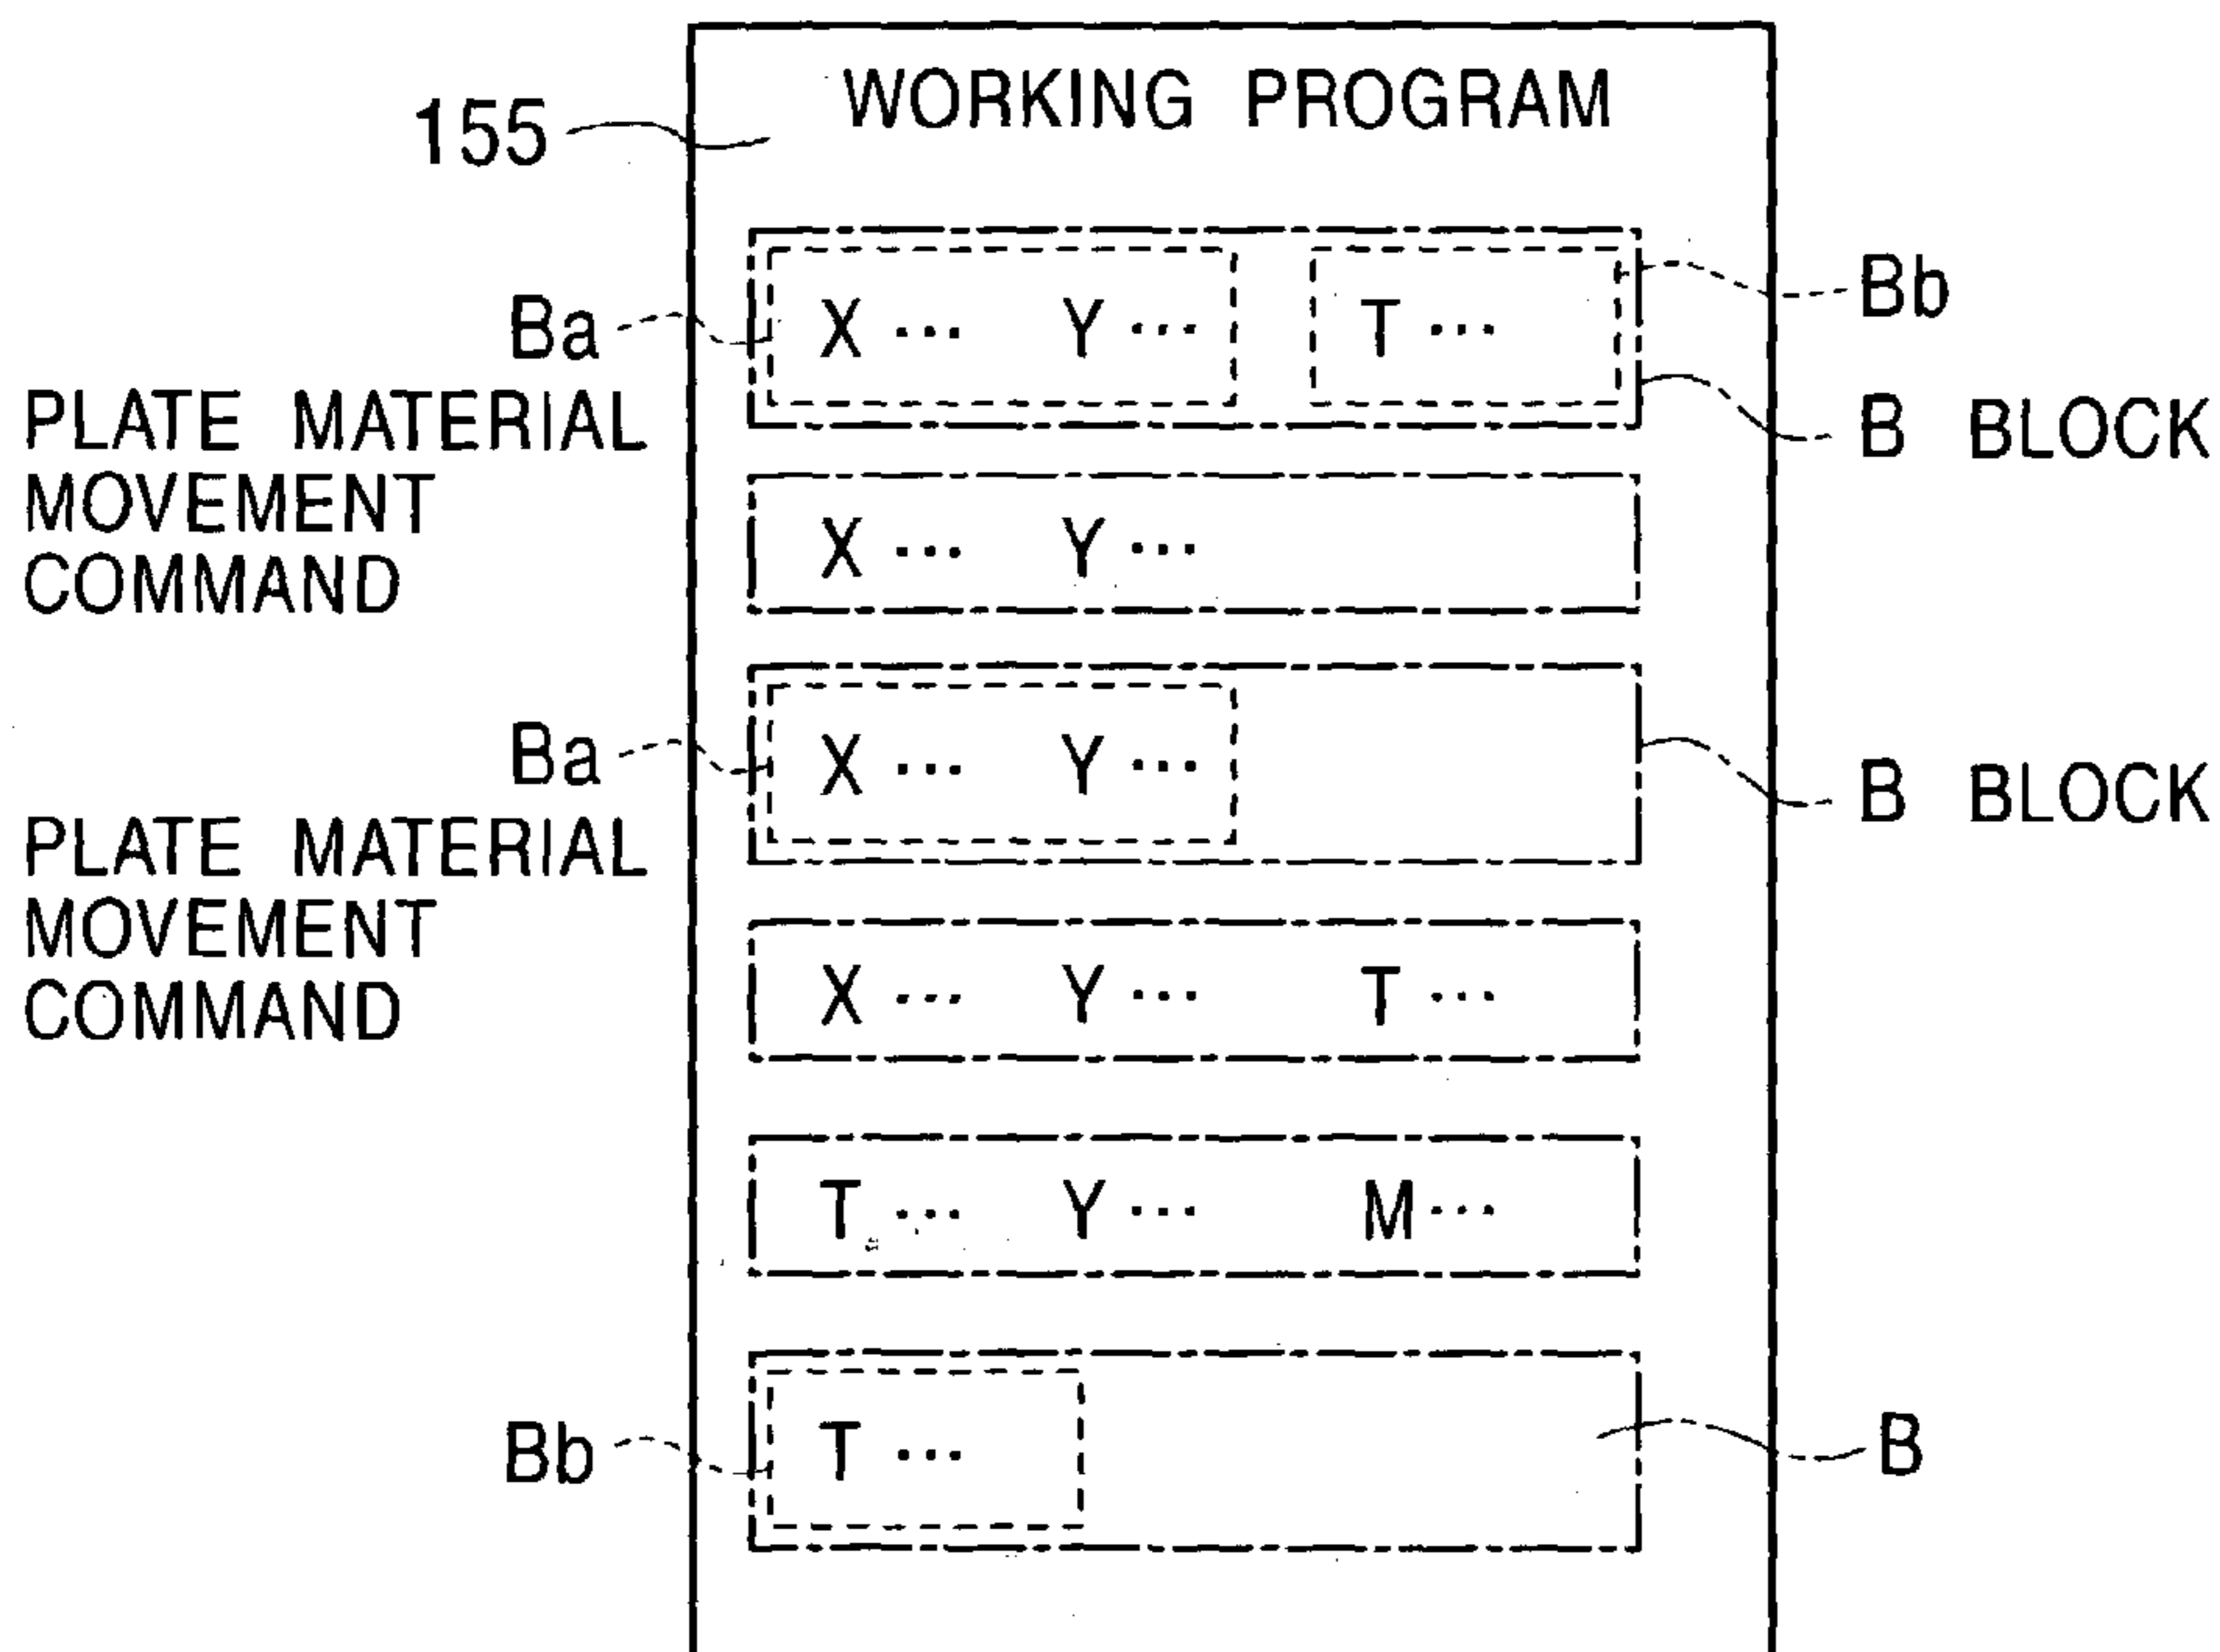 WORKING PROGRAM
155
Ba
X ... Y ... T ...
Bb
B BLOCK
PLATE MATERIAL
MOVEMENT
COMMAND
X ... Y ...
Ba
X ... Y ...
B BLOCK
PLATE MATERIAL
MOVEMENT
COMMAND
X ... Y ... T ...
T ... Y ... M ...
Bb
T ...
B